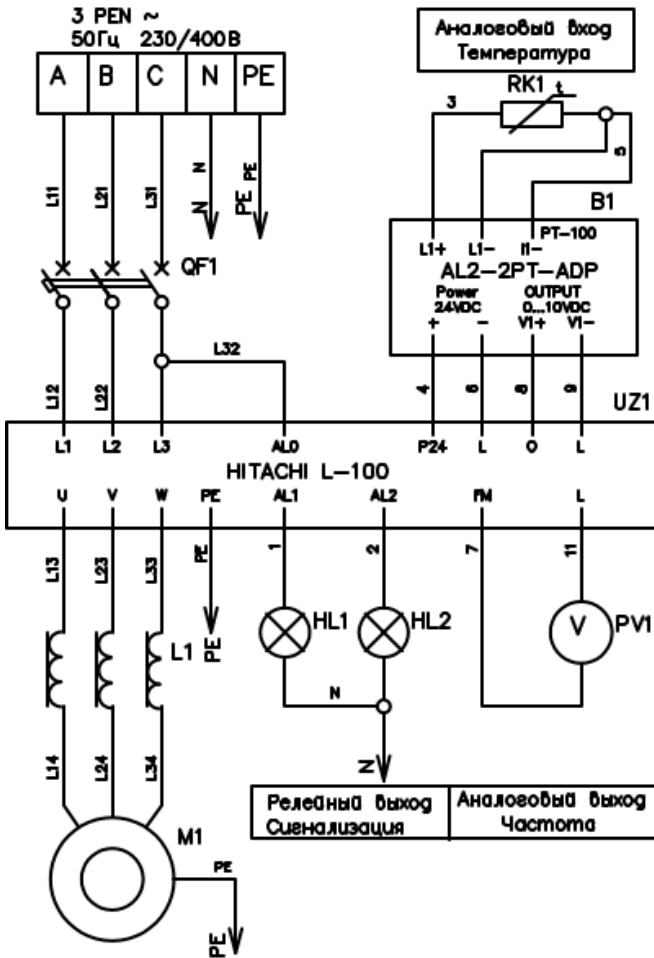 3 PEN ~
50Гц 230/400В
A B C N PE
Аналоговый вход
Температура
RK1 t
3
5
L11 L21 L31 N N PE PE
B1
QF1
L1+ L1- I1- PT-100
AL2-2PT-ADP
Power OUTPUT
24VDC 0...10VDC
+ - V1+ V1-
L32
L12 L22 4 6 8 9
UZ1
L1 L2 L3 AL0 P24 L O L
HITACHI L-100
U V W PE AL1 AL2 FM L
L13 L23 L33 PE 1 2 7 11
L1 PE HL1 HL2 V PV1
N
L14 L24 L34 N
Релейный выход
Сигнализация
Аналоговый выход
Частота
M1
PE
PE